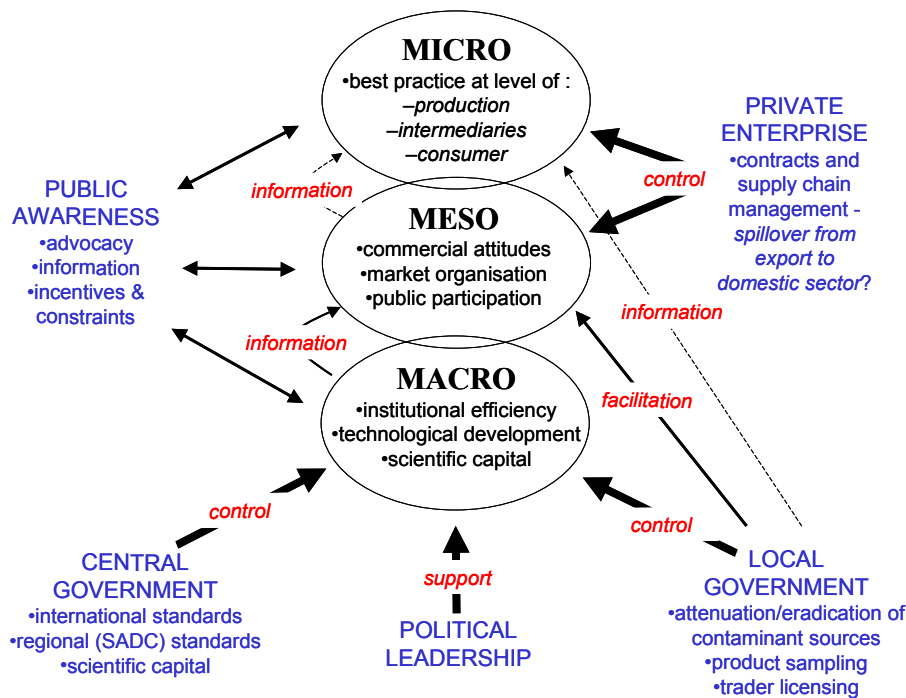 MICRO
•best practice at level of :
–production
–intermediaries
–consumer
PRIVATE
ENTERPRISE
•contracts and
supply chain
management -
spillover from
export to
domestic sector?
control
information
PUBLIC
AWARENESS
•advocacy
•information
•incentives &
constraints
MESO
•commercial attitudes
•market organisation
•public participation
information
information
MACRO
•institutional efficiency
•technological development
•scientific capital
facilitation
control
control
CENTRAL
GOVERNMENT
•international standards
•regional (SADC) standards
•scientific capital
support
POLITICAL
LEADERSHIP
LOCAL
GOVERNMENT
•attenuation/eradication of
contaminant sources
•product sampling
•trader licensing